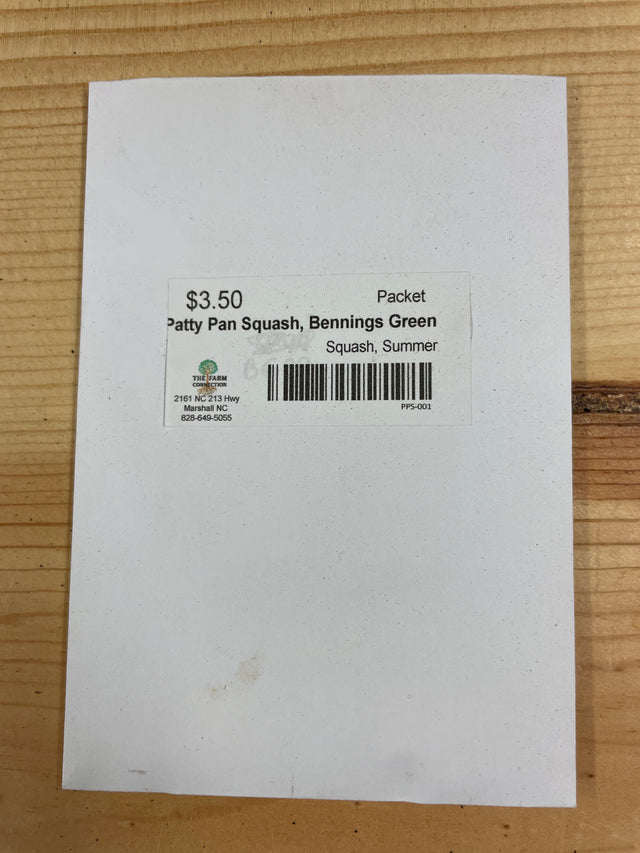 $3.50
Packet
Patty Pan Squash, Bennings Green
Squash, Summer
THE FARM
CONNECTION
2161 NC 213 Hwy
Marshall NC
828-649-5055
PPS-001